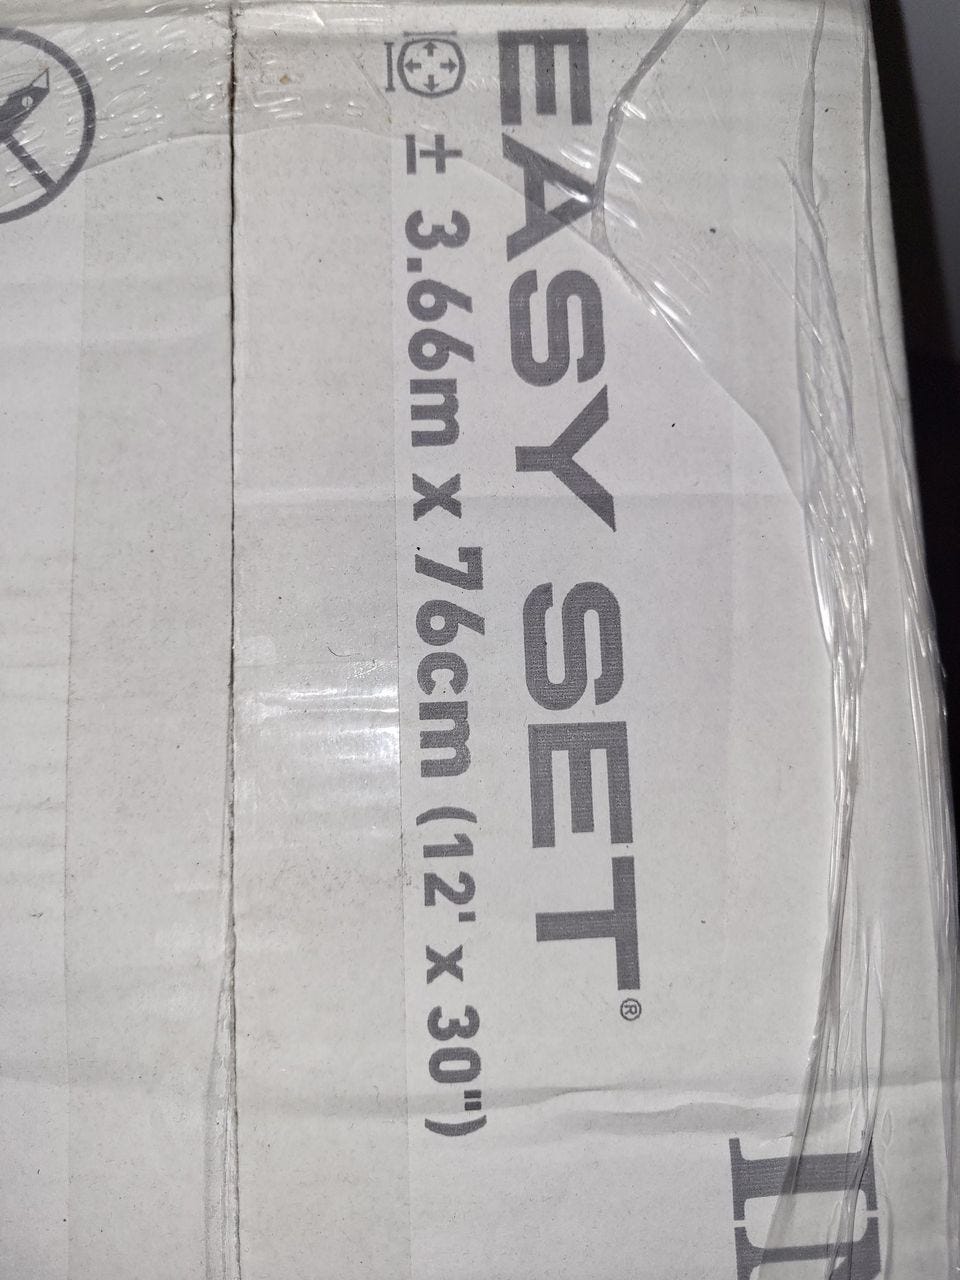 EASY SET®
± 3.66m x 76cm (12' x 30")